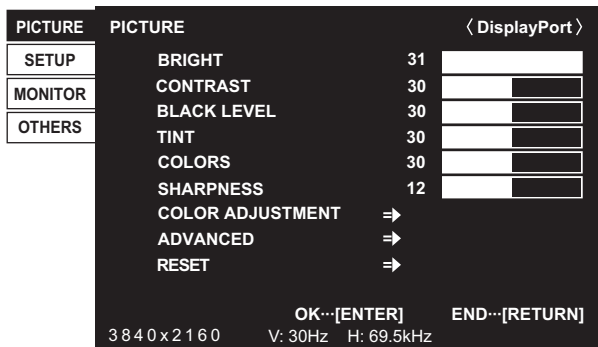 PICTURE
SETUP
MONITOR
OTHERS
PICTURE 〈DisplayPort〉
BRIGHT 31
CONTRAST 30
BLACK LEVEL 30
TINT 30
COLORS 30
SHARPNESS 12
COLOR ADJUSTMENT
ADVANCED
RESET
OK···[ENTER] END···[RETURN]
3840x2160 V: 30Hz H: 69.5kHz